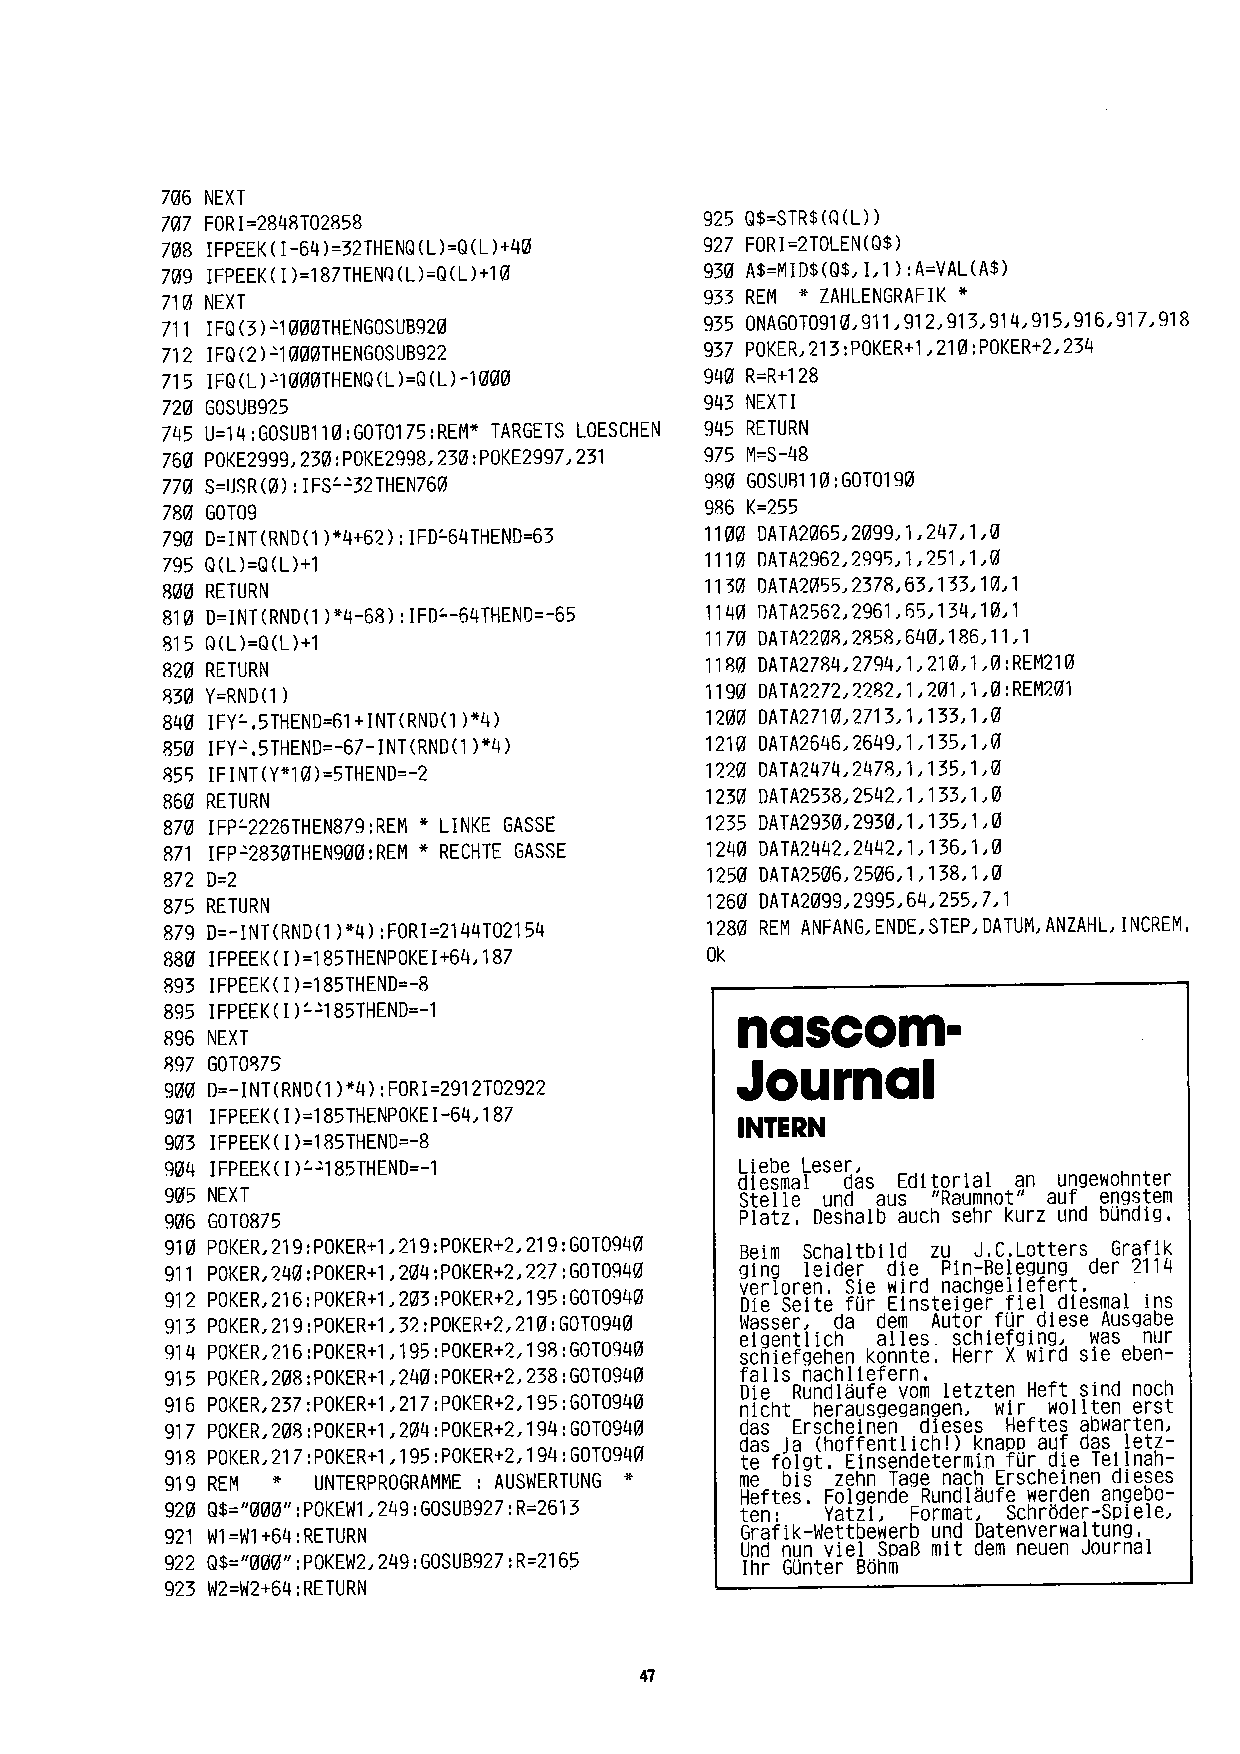 706 NEXT
707 FORI=2848TO2858
708 IFPEEK(I-64)=32THENQ(L)=Q(L)+40
709 IFPEEK(I)=187THENQ(L)=Q(L)+10
710 NEXT
711 IFQ(3)┴1000THENGOSUB920
712 IFQ(2)┴1000THENGOSUB922
715 IFQ(L)┴1000THENQ(L)=Q(L)-1000
720 GOSUB925
745 U=14:GOSUB110:GOTO175:REM* TARGETS LOESCHEN
760 POKE2999,230:POKE2998,230:POKE2997,231
770 S=USR(0):IFS┴┴32THEN760
780 GOTO9
790 D=INT(RND(1)*4+62):IFD┴64THEND=63
795 Q(L)=Q(L)+1
800 RETURN
810 D=INT(RND(1)*4-68):IFD┴-64THEND=-65
815 Q(L)=Q(L)+1
820 RETURN
830 Y=RND(1)
840 IFY┴.5THEND=61+INT(RND(1)*4)
850 IFY┴.5THEND=-67-INT(RND(1)*4)
855 IFINT(Y*10)=5THEND=-2
860 RETURN
870 IFP┴2226THEN879:REM * LINKE GASSE
871 IFP┴2830THEN900:REM * RECHTE GASSE
872 D=2
875 RETURN
879 D=-INT(RND(1)*4):FORI=2144TO2154
880 IFPEEK(I)=185THENPOKEI+64,187
893 IFPEEK(I)=185THEND=-8
895 IFPEEK(I)┴┴185THEND=-1
896 NEXT
897 GOTO875
900 D=-INT(RND(1)*4):FORI=2912TO2922
901 IFPEEK(I)=185THENPOKEI-64,187
903 IFPEEK(I)=185THEND=-8
904 IFPEEK(I)┴┴185THEND=-1
905 NEXT
906 GOTO875
910 POKER,219:POKER+1,219:POKER+2,219:GOTO940
911 POKER,240:POKER+1,204:POKER+2,227:GOTO940
912 POKER,216:POKER+1,203:POKER+2,195:GOTO940
913 POKER,219:POKER+1,32:POKER+2,210:GOTO940
914 POKER,216:POKER+1,195:POKER+2,198:GOTO940
915 POKER,208:POKER+1,240:POKER+2,238:GOTO940
916 POKER,237:POKER+1,217:POKER+2,195:GOTO940
917 POKER,208:POKER+1,204:POKER+2,194:GOTO940
918 POKER,217:POKER+1,195:POKER+2,194:GOTO940
919 REM * UNTERPROGRAMME : AUSWERTUNG *
920 Q$="000":POKEW1,249:GOSUB927:R=2613
921 W1=W1+64:RETURN
922 Q$="000":POKEW2,249:GOSUB927:R=2165
923 W2=W2+64:RETURN
925 Q$=STR$(Q(L))
927 FORI=2TOLEN(Q$)
930 A$=MID$(Q$,I,1):A=VAL(A$)
933 REM * ZAHLENGRAFIK *
935 ONAGOTO910,911,912,913,914,915,916,917,918
937 POKER,213:POKER+1,210:POKER+2,234
940 R=R+128
943 NEXTI
945 RETURN
975 M=S-48
980 GOSUB110:GOTO190
986 K=255
1100 DATA2065,2099,1,247,1,0
1110 DATA2962,2995,1,251,1,0
1130 DATA2055,2378,63,133,10,1
1140 DATA2562,2961,65,134,10,1
1170 DATA2208,2858,640,186,11,1
1180 DATA2784,2794,1,210,1,0:REM210
1190 DATA2272,2282,1,201,1,0:REM201
1200 DATA2710,2713,1,133,1,0
1210 DATA2646,2649,1,135,1,0
1220 DATA2474,2478,1,135,1,0
1230 DATA2538,2542,1,133,1,0
1235 DATA2930,2930,1,135,1,0
1240 DATA2442,2442,1,136,1,0
1250 DATA2506,2506,1,138,1,0
1260 DATA2099,2995,64,255,7,1
1280 REM ANFANG,ENDE,STEP,DATUM,ANZAHL,INCREM.
Ok
nascom-
Journal
INTERN
Liebe Leser,
diesmal das Editorial an ungewohnter
Stelle und aus "Raumnot" auf engstem
Platz. Deshalb auch sehr kurz und bündig.
Beim Schaltbild zu J.C.Lotters Grafik
ging leider die Pin-Belegung der 2114
verloren. Sie wird nachgeliefert.
Die Seite für Einsteiger fiel diesmal ins
Wasser, da dem Autor für diese Ausgabe
eigentlich alles schiefging, was nur
schiefgehen konnte. Herr X wird sie eben-
falls nachliefern.
Die Rundläufe vom letzten Heft sind noch
nicht herausgegangen, wir wollten erst
das Erscheinen dieses Heftes abwarten,
das ja (hoffentlich!) knapp auf das letz-
te folgt. Einsendetermin für die Teilnah-
me bis zehn Tage nach Erscheinen dieses
Heftes. Folgende Rundläufe werden angebo-
ten: Yatzi, Format, Schröder-Spiele,
Grafik-Wettbewerb und Datenverwaltung.
Und nun viel Spaß mit dem neuen Journal
Ihr Günter Böhm
47